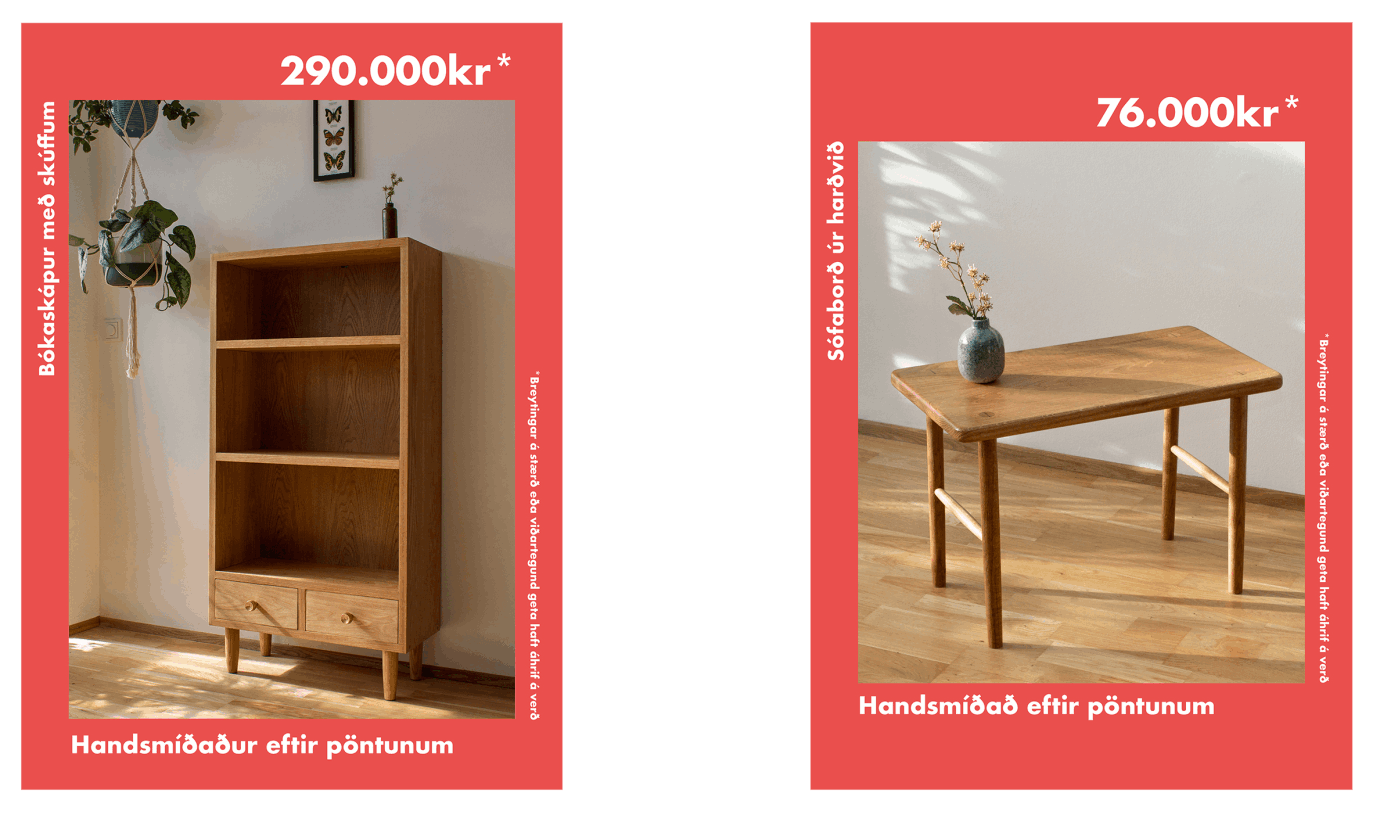 290.000kr*
Bókaskápur með skúffum
*Breytingar á stærð eða viðartegund geta haft áhrif á verð
Handsmíðaður eftir pöntunum
76.000kr*
Sófaborð úr harðvið
*Breytingar á stærð eða viðartegund geta haft áhrif á verð
Handsmíðað eftir pöntunum